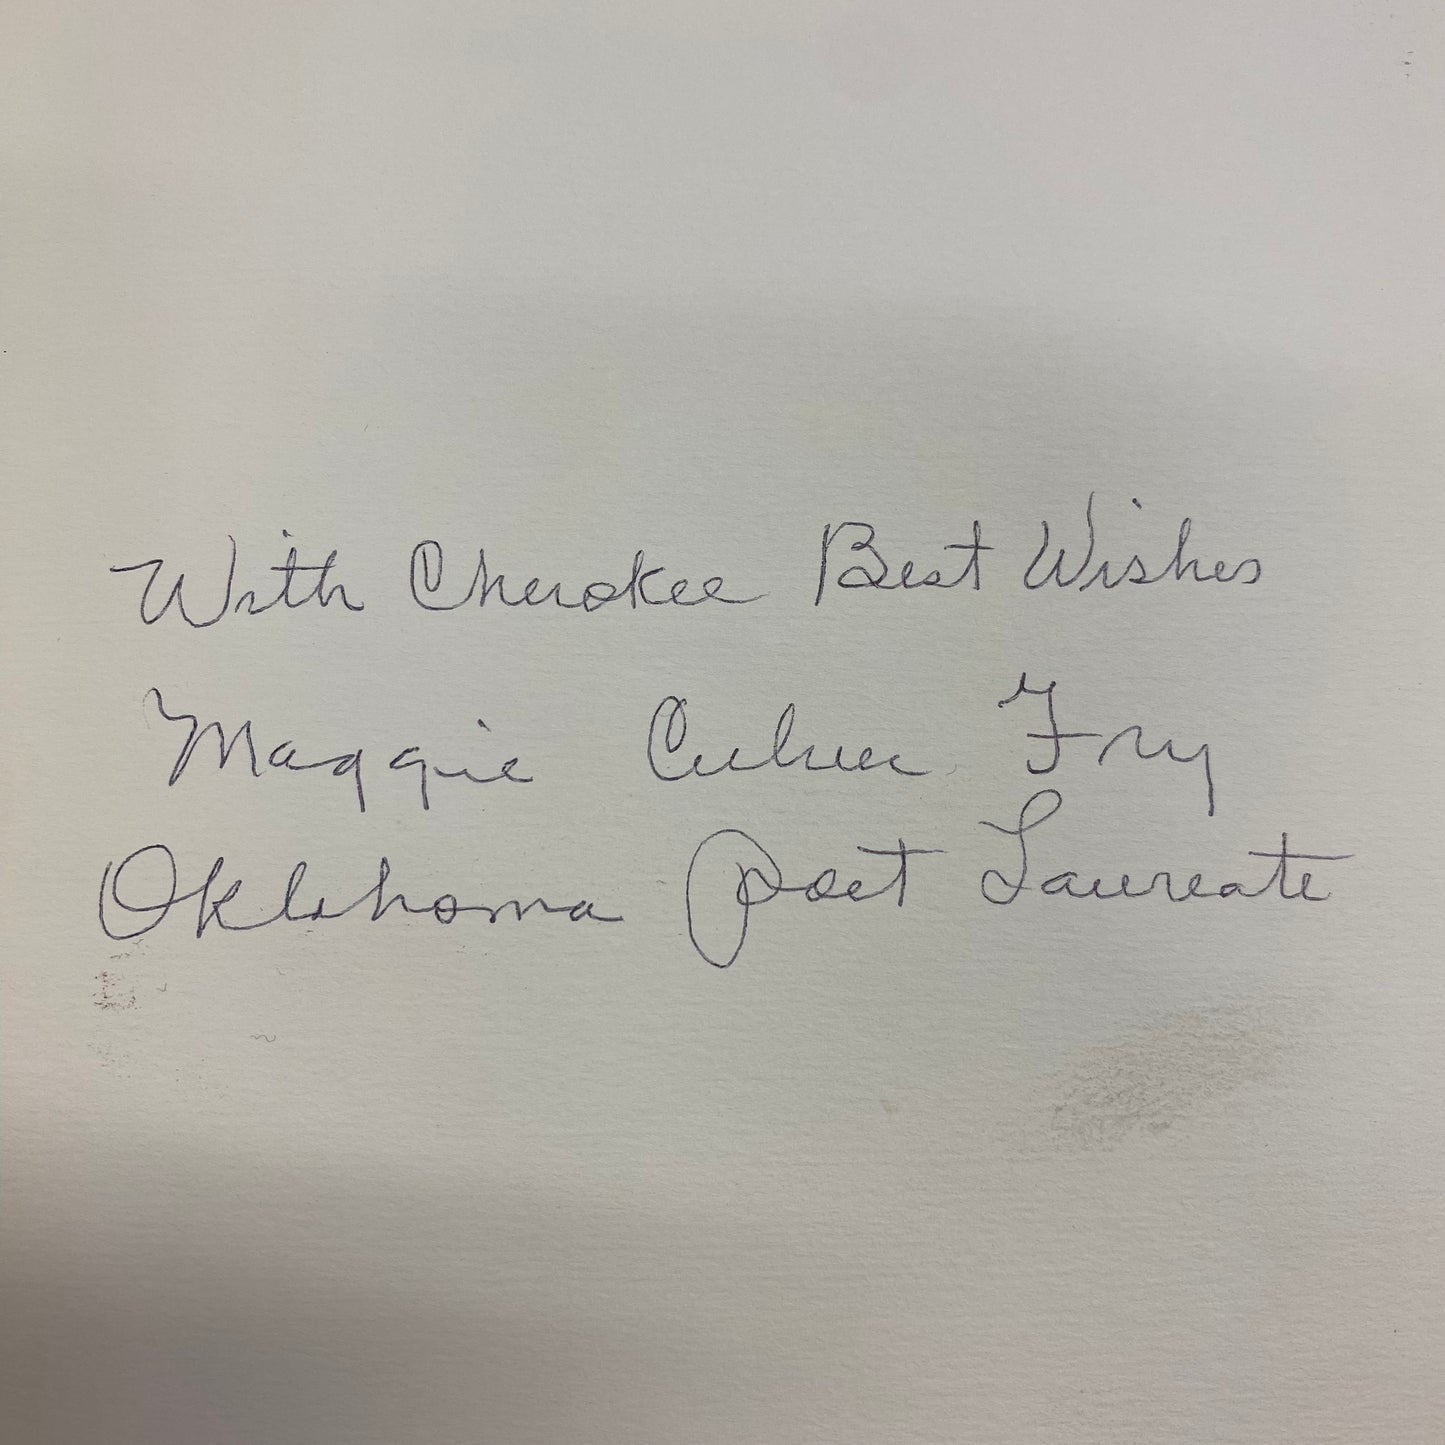 With Cherokee Best Wishes
Maggie Culver Fry
Oklahoma Poet Laureate